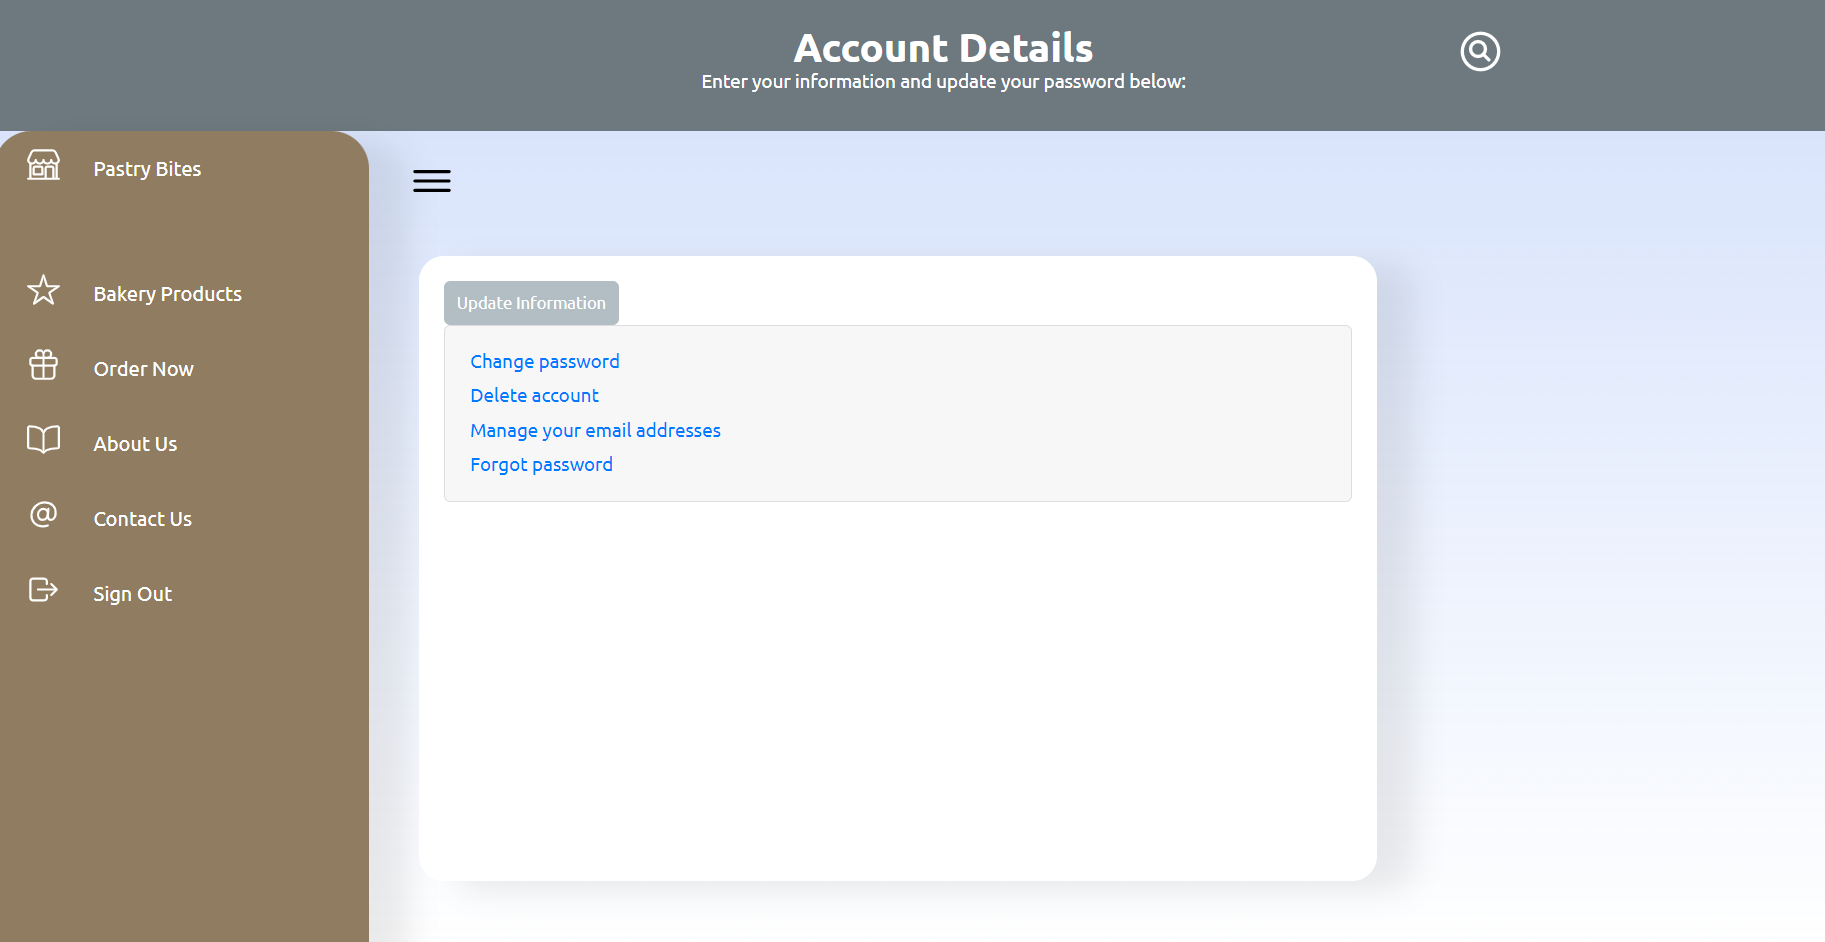 Account Details
Enter your information and update your password below:
Pastry Bites
Bakery Products
Order Now
About Us
Contact Us
Sign Out
Update Information
Change password
Delete account
Manage your email addresses
Forgot password